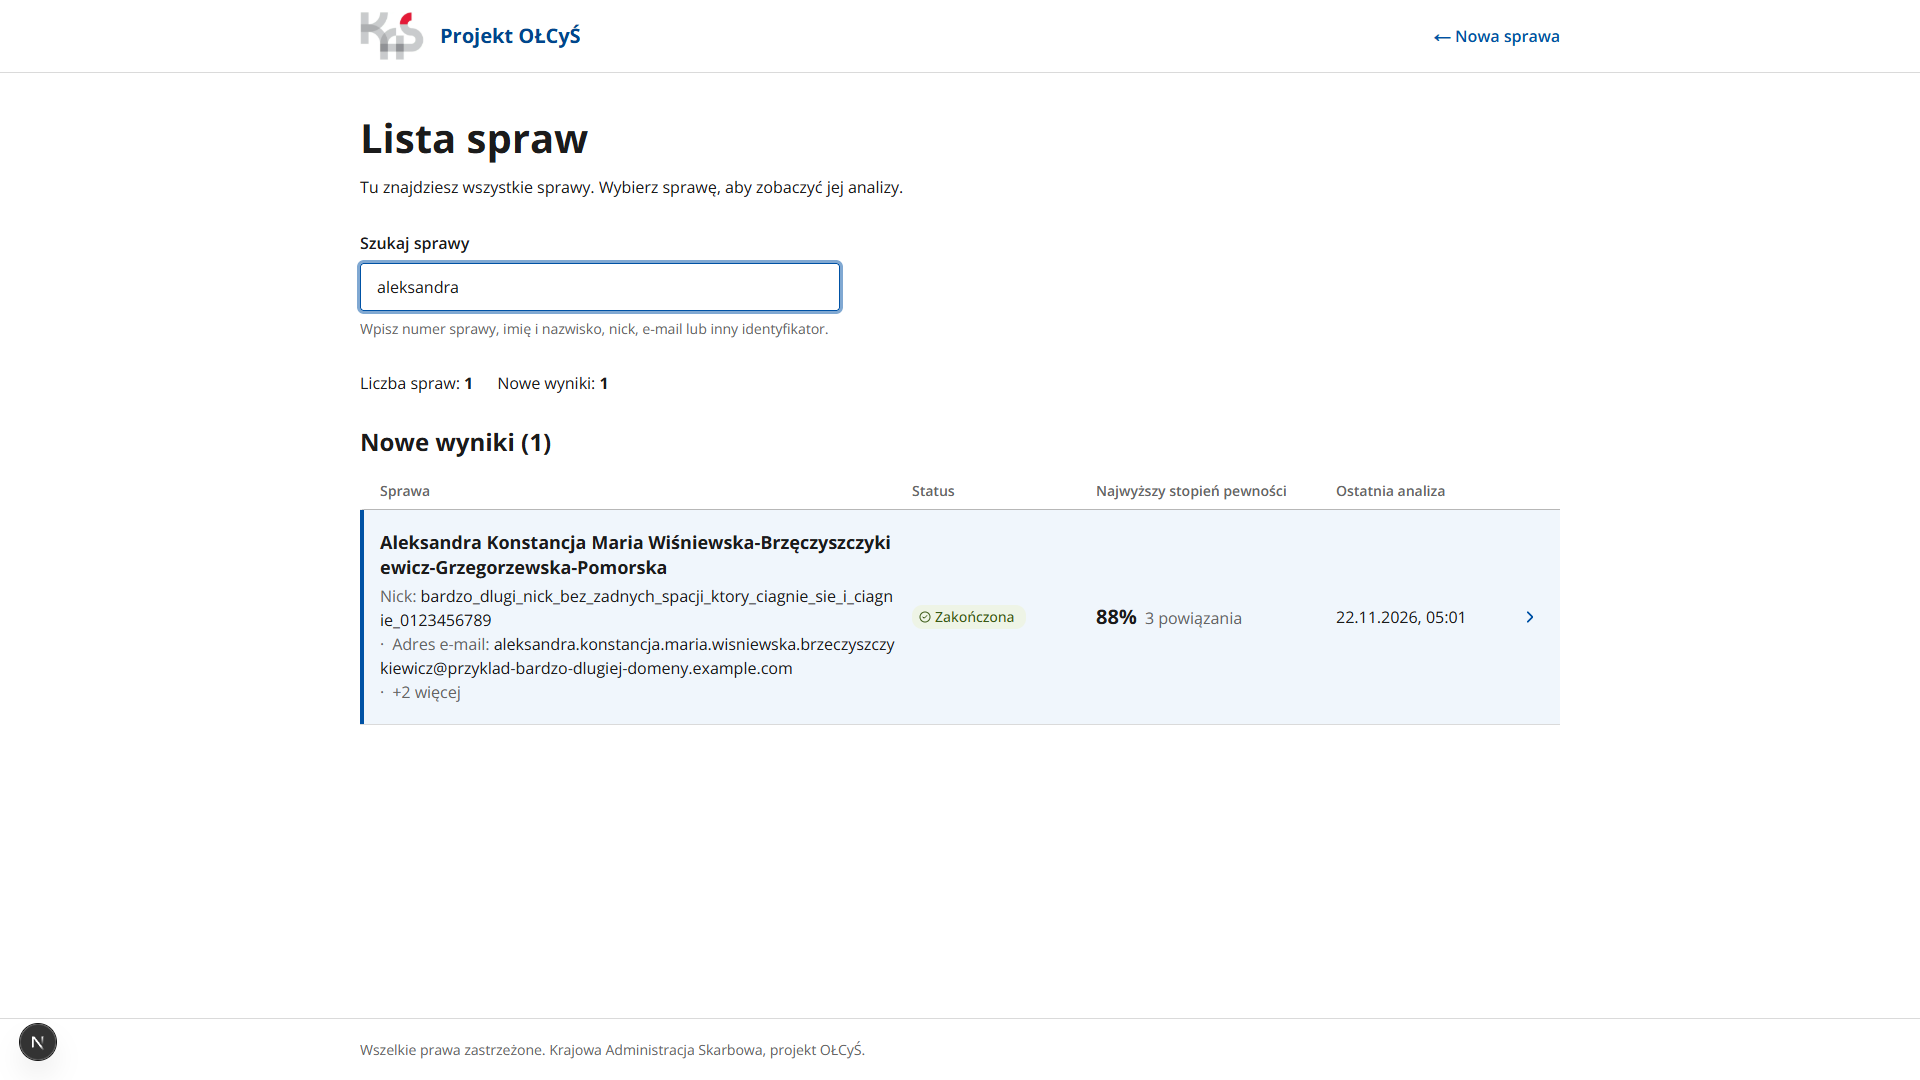 Projekt OŁCyŚ
← Nowa sprawa
Lista spraw
Tu znajdziesz wszystkie sprawy. Wybierz sprawę, aby zobaczyć jej analizy.
Szukaj sprawy
aleksandra
Wpisz numer sprawy, imię i nazwisko, nick, e-mail lub inny identyfikator.
Liczba spraw: 1 Nowe wyniki: 1
Nowe wyniki (1)
Sprawa Status Najwyższy stopień pewności Ostatnia analiza
Aleksandra Konstancja Maria Wiśniewska-Brzęczyszczyki
ewicz-Grzegorzewska-Pomorska
Nick: bardzo_dlugi_nick_bez_zadnych_spacji_ktory_ciagnie_sie_i_ciagn
ie_0123456789
· Adres e-mail: aleksandra.konstancja.maria.wisniewska.brzeczyszczy
kiewicz@przyklad-bardzo-dlugiej-domeny.example.com
· +2 więcej
Zakończona
88% 3 powiązania
22.11.2026, 05:01
N
Wszelkie prawa zastrzeżone. Krajowa Administracja Skarbowa, projekt OŁCyŚ.